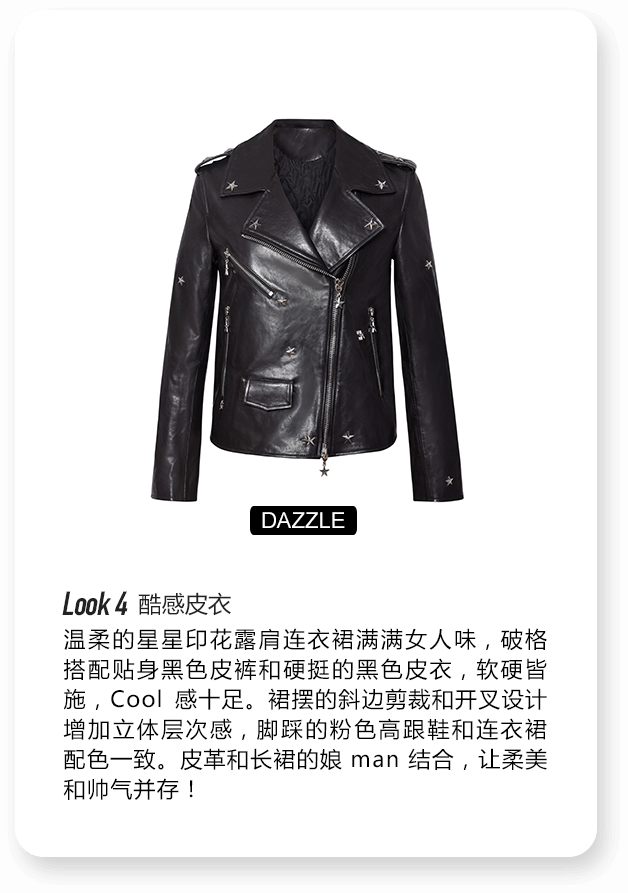 DAZZLE
Look 4 酷感皮衣
温柔的星星印花露肩连衣裙满满女人味，破格
搭配贴身黑色皮裤和硬挺的黑色皮衣，软硬皆
施，Cool 感十足。裙摆的斜边剪裁和开叉设计
增加立体层次感，脚踩的粉色高跟鞋和连衣裙
配色一致。皮革和长裙的娘 man 结合，让柔美
和帅气并存！